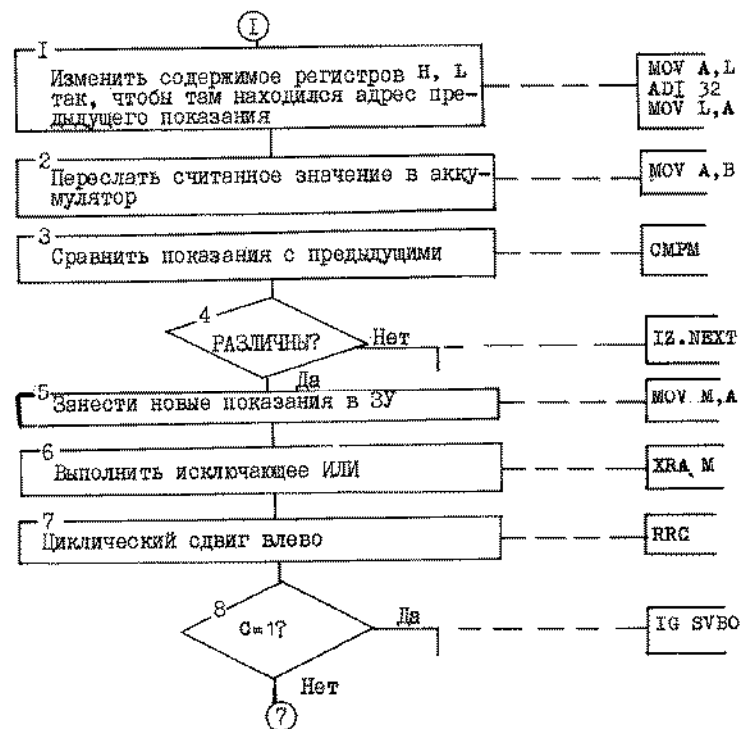 I
1
Изменить содержимое регистров H, L
так, чтобы там находился адрес пре-
дыдущего показания
MOV A,L
ADI 32
MOV L,A
2
Переслать считанное значение в акку-
мулятор
MOV A,B
3
Сравнить показания с предыдущими
CMPM
4
РАЗЛИЧНЫ?
Нет
IZ.NEXT
Да
5
Занести новые показания в ЗУ
MOV M,A
6
Выполнить исключающее ИЛИ
XRA M
7
Циклический сдвиг влево
RRC
8
C=1?
Да
IG SVBO
Нет
7